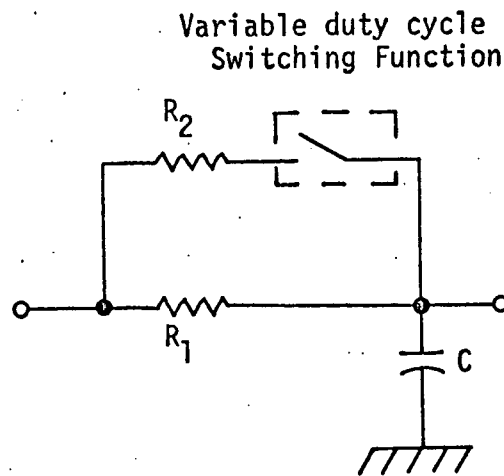 Variable duty cycle
Switching Function
R2
R1
C